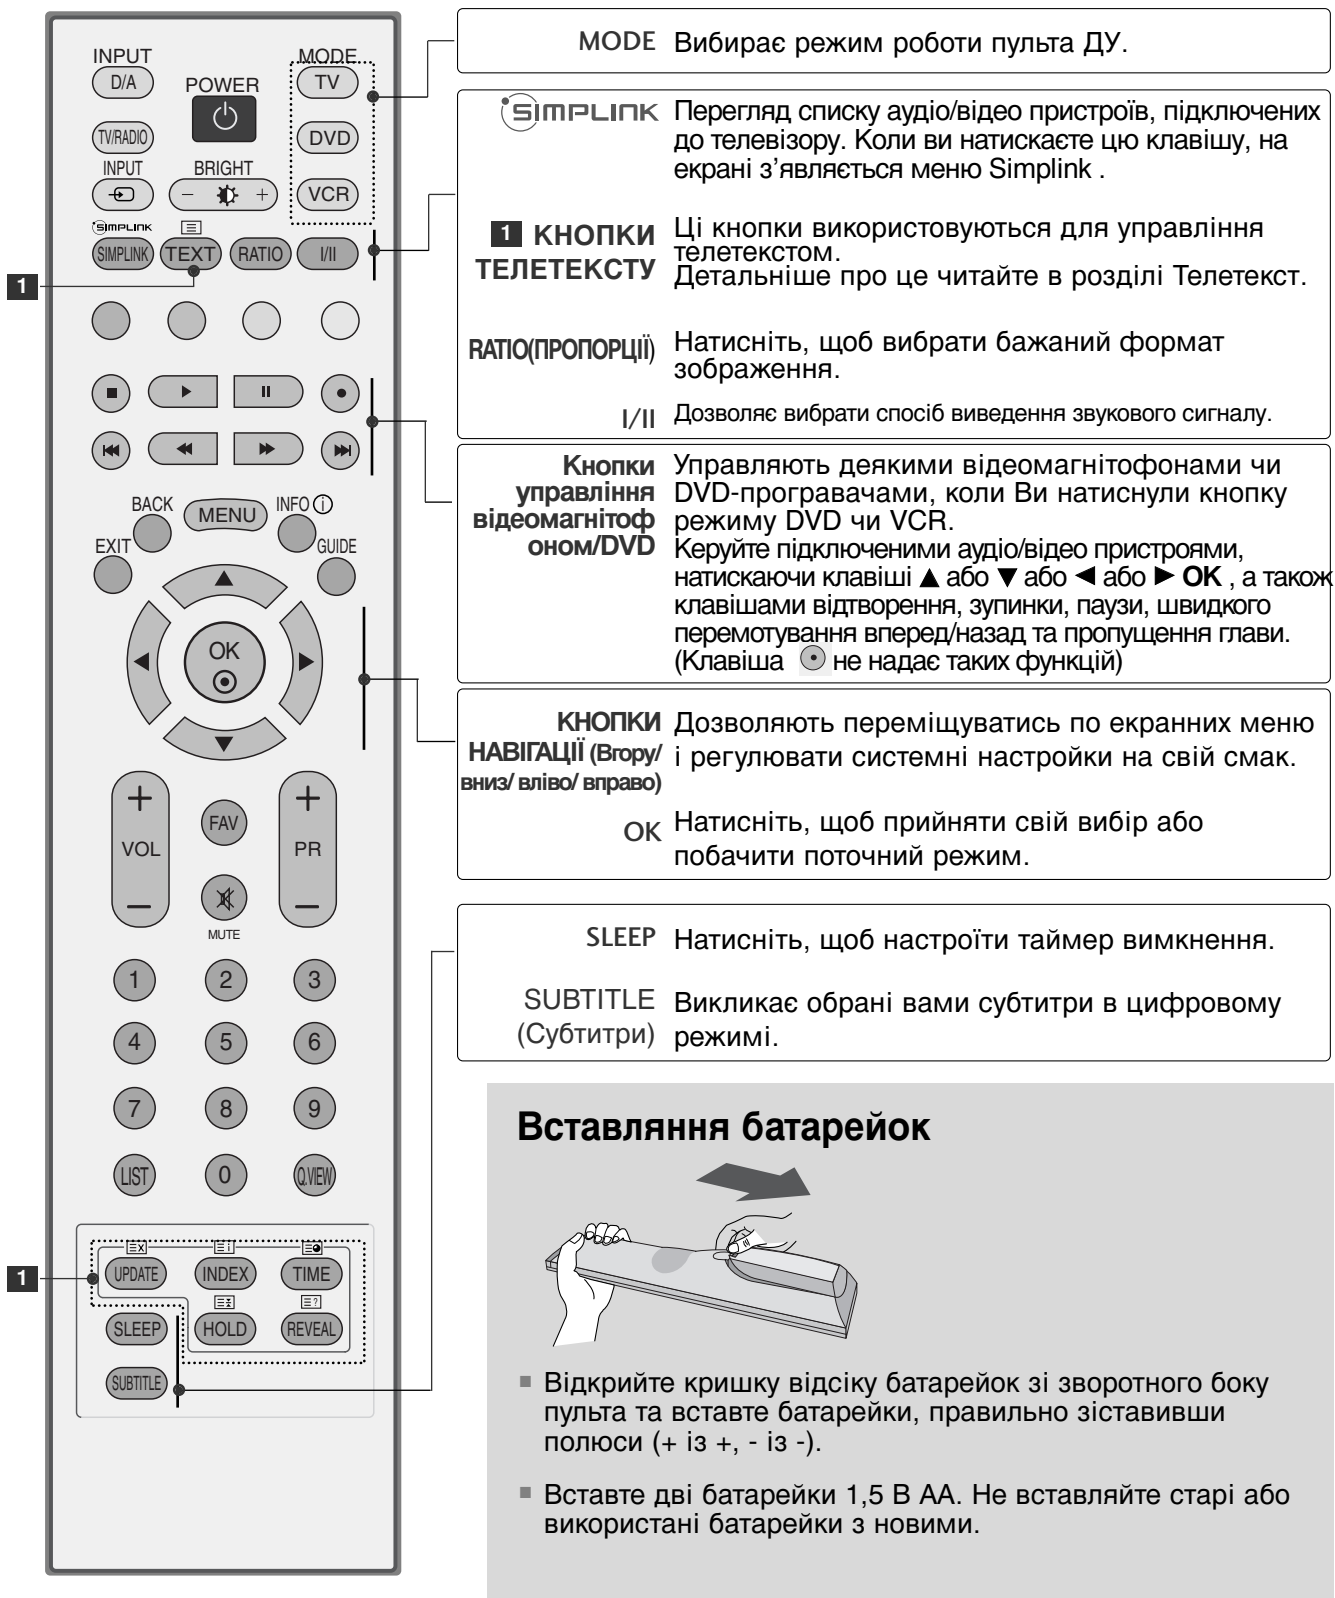 INPUT
MODE
D/A
POWER
TV
TV/RADIO
DVD
INPUT
BRIGHT
- +
VCR
SIMPLINK
SIMPLINK
TEXT
RATIO
I/II
1
BACK
MENU
INFO i
EXIT
GUIDE
OK
+
VOL
-
FAV
MUTE
+
PR
-
1
2
3
4
5
6
7
8
9
LIST
0
Q.VIEW
1
UPDATE
INDEX
TIME
SLEEP
HOLD
REVEAL
SUBTITLE
MODE Вибирає режим роботи пульта ДУ.
SIMPLINK Перегляд списку аудіо/відео пристроїв, підключених
до телевізору. Коли ви натискаєте цю клавішу, на
екрані з’являється меню Simplink .
1 КНОПКИ
ТЕЛЕТЕКСТУ
Ці кнопки використовуються для управління
телетекстом.
Детальніше про це читайте в розділі Телетекст.
RATIO(ПРОПОРЦІЇ) Натисніть, щоб вибрати бажаний формат
зображення.
I/II Дозволяє вибрати спосіб виведення звукового сигналу.
Кнопки
управління
відеомагнітоф
оном/DVD
Управляють деякими відеомагнітофонами чи
DVD-програвачами, коли Ви натиснули кнопку
режиму DVD чи VCR.
Керуйте підключеними аудіо/відео пристроями,
натискаючи клавіші ▲ або ▼ або ◄ або ► OK , а також
клавішами відтворення, зупинки, паузи, швидкого
перемотування вперед/назад та пропущення глави.
(Клавіша ⊙ не надає таких функцій)
КНОПКИ
НАВІГАЦІЇ (Вгору/
вниз/ вліво/ вправо)
Дозволяють переміщуватись по екранних меню
і регулювати системні настройки на свій смак.
OK Натисніть, щоб прийняти свій вибір або
побачити поточний режим.
SLEEP Натисніть, щоб настроїти таймер вимкнення.
SUBTITLE
(Субтитри)
Викликає обрані вами субтитри в цифровому
режимі.
Вставляння батарейок
■ Відкрийте кришку відсіку батарейок зі зворотного боку
пульта та вставте батарейки, правильно зіставивши
полюси (+ із +, - із -).
■ Вставте дві батарейки 1,5 В АА. Не вставляйте старі або
використані батарейки з новими.